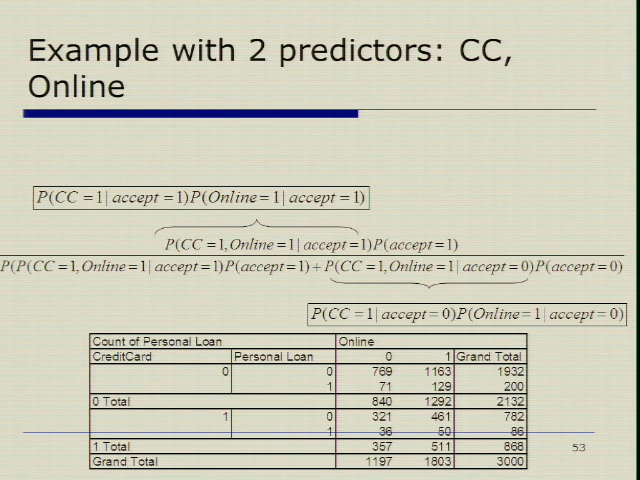 Example with 2 predictors: CC,
Online
P(CC = 1 | accept = 1)P(Online = 1 | accept = 1)
P(CC = 1, Online = 1 | accept = 1)P(accept = 1)
P(P(CC = 1, Online = 1 | accept = 1)P(accept = 1) + P(CC = 1, Online = 1 | accept = 0)P(accept = 0)
P(CC = 1 | accept = 0)P(Online = 1 | accept = 0)
Count of Personal Loan Online
CreditCard Personal Loan 0 1 Grand Total
0 0 769 1163 1932
1 71 129 200
0 Total 840 1292 2132
1 0 321 461 782
1 36 50 86
1 Total 357 511 868
Grand Total 1197 1803 3000
53